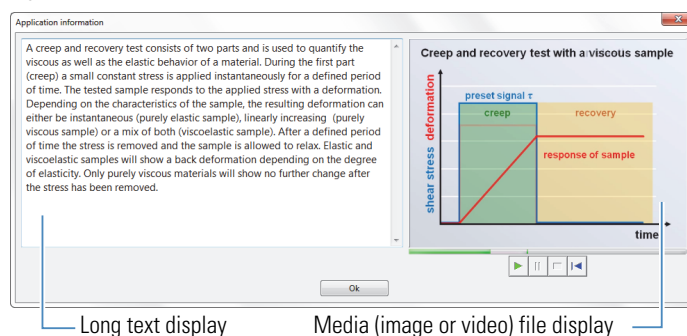 Application information
A creep and recovery test consists of two parts and is used to quantify the
viscous as well as the elastic behavior of a material. During the first part
(creep) a small constant stress is applied instantaneously for a defined period
of time. The tested sample responds to the applied stress with a deformation.
Depending on the characteristics of the sample, the resulting deformation can
either be instantaneous (purely elastic sample), linearly increasing (purely
viscous sample) or a mix of both (viscoelastic sample). After a defined period
of time the stress is removed and the sample is allowed to relax. Elastic and
viscoelastic samples will show a back deformation depending on the degree
of elasticity. Only purely viscous materials will show no further change after
the stress has been removed.
Creep and recovery test with a viscous sample
shear stress deformation
preset signal τ
creep
recovery
response of sample
time
Ok
Long text display
Media (image or video) file display